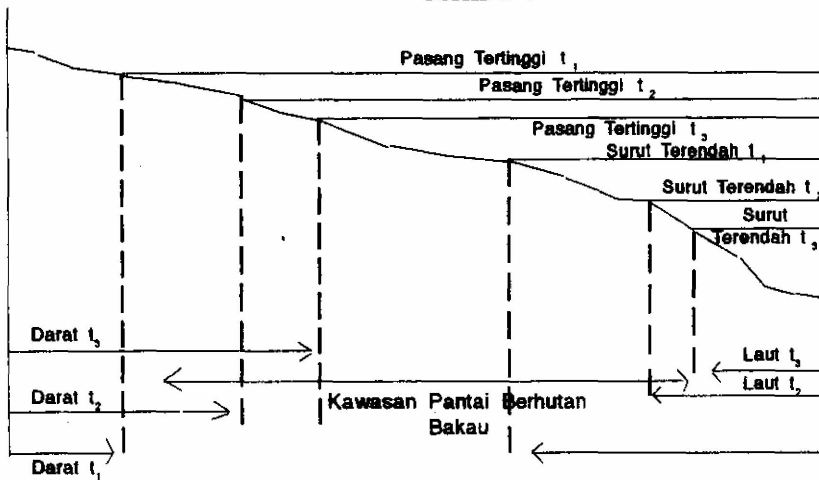 Pasang Tertinggi t₁
Pasang Tertinggi t₂
Pasang Tertinggi t₃
Surut Terendah t₁
Surut Terendah t
Surut
Terendah t₃
Darat t₃
Laut t₃
Darat t₂
Laut t₂
Kawasan Pantai Berhutan
Bakau
Darat t₁